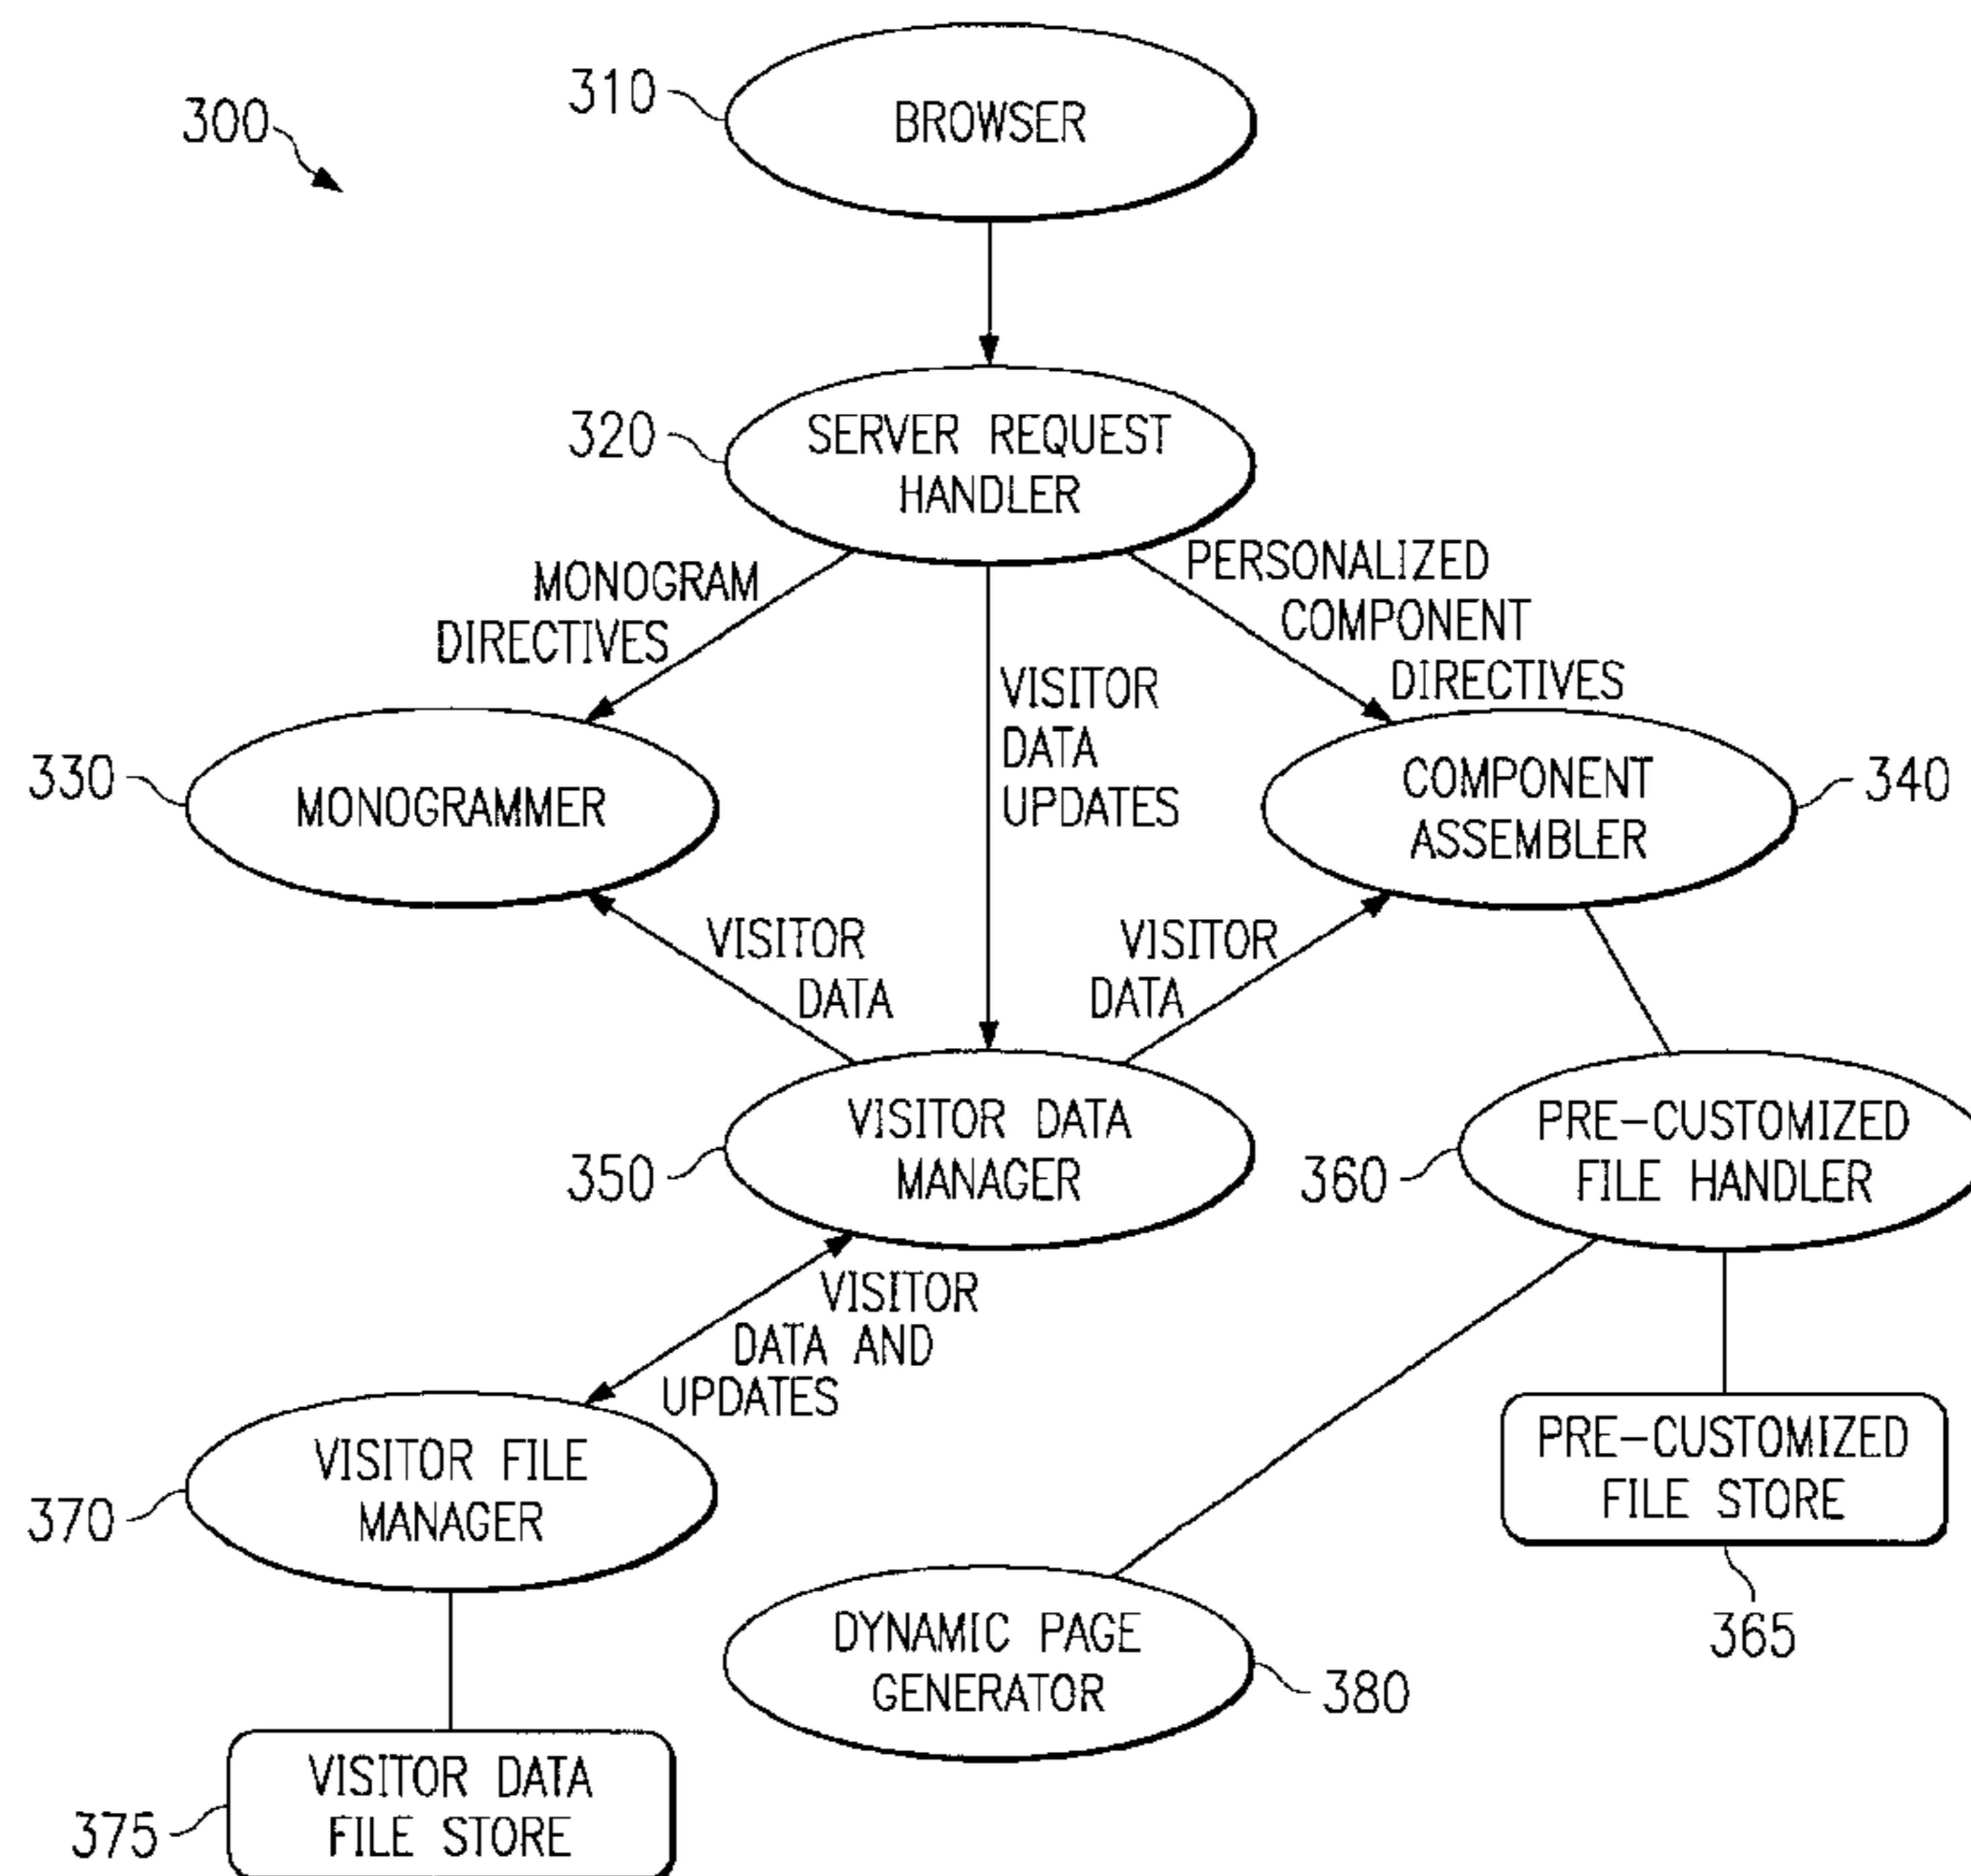 310
BROWSER
300
320
SERVER REQUEST
HANDLER
MONOGRAM
DIRECTIVES
PERSONALIZED
COMPONENT
DIRECTIVES
VISITOR
DATA
UPDATES
330
MONOGRAMMER
COMPONENT
ASSEMBLER
340
VISITOR
DATA
VISITOR
DATA
350
VISITOR DATA
MANAGER
360
PRE-CUSTOMIZED
FILE HANDLER
VISITOR
DATA AND
UPDATES
370
VISITOR FILE
MANAGER
PRE-CUSTOMIZED
FILE STORE
365
DYNAMIC PAGE
GENERATOR
380
375
VISITOR DATA
FILE STORE